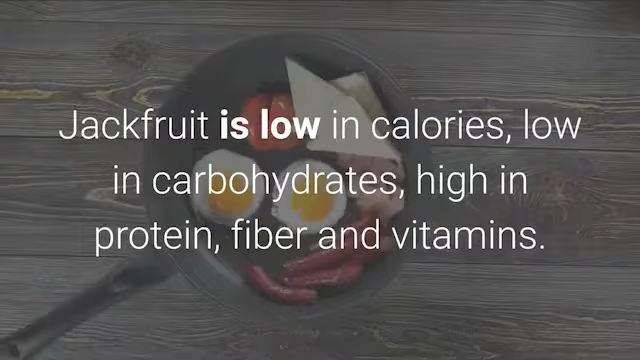 Jackfruit is low in calories, low
in carbohydrates, high in
protein, fiber and vitamins.